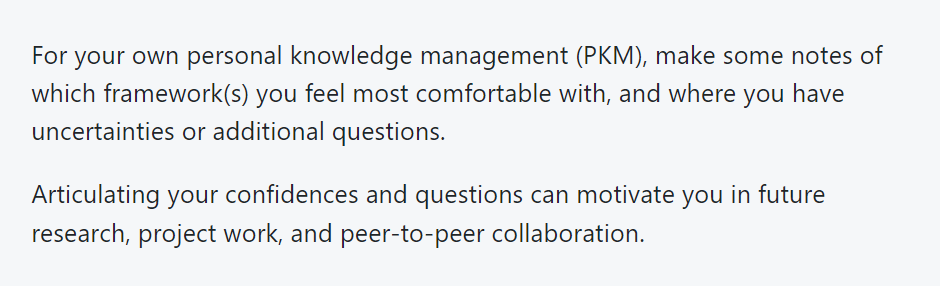 For your own personal knowledge management (PKM), make some notes of
which framework(s) you feel most comfortable with, and where you have
uncertainties or additional questions.
Articulating your confidences and questions can motivate you in future
research, project work, and peer-to-peer collaboration.